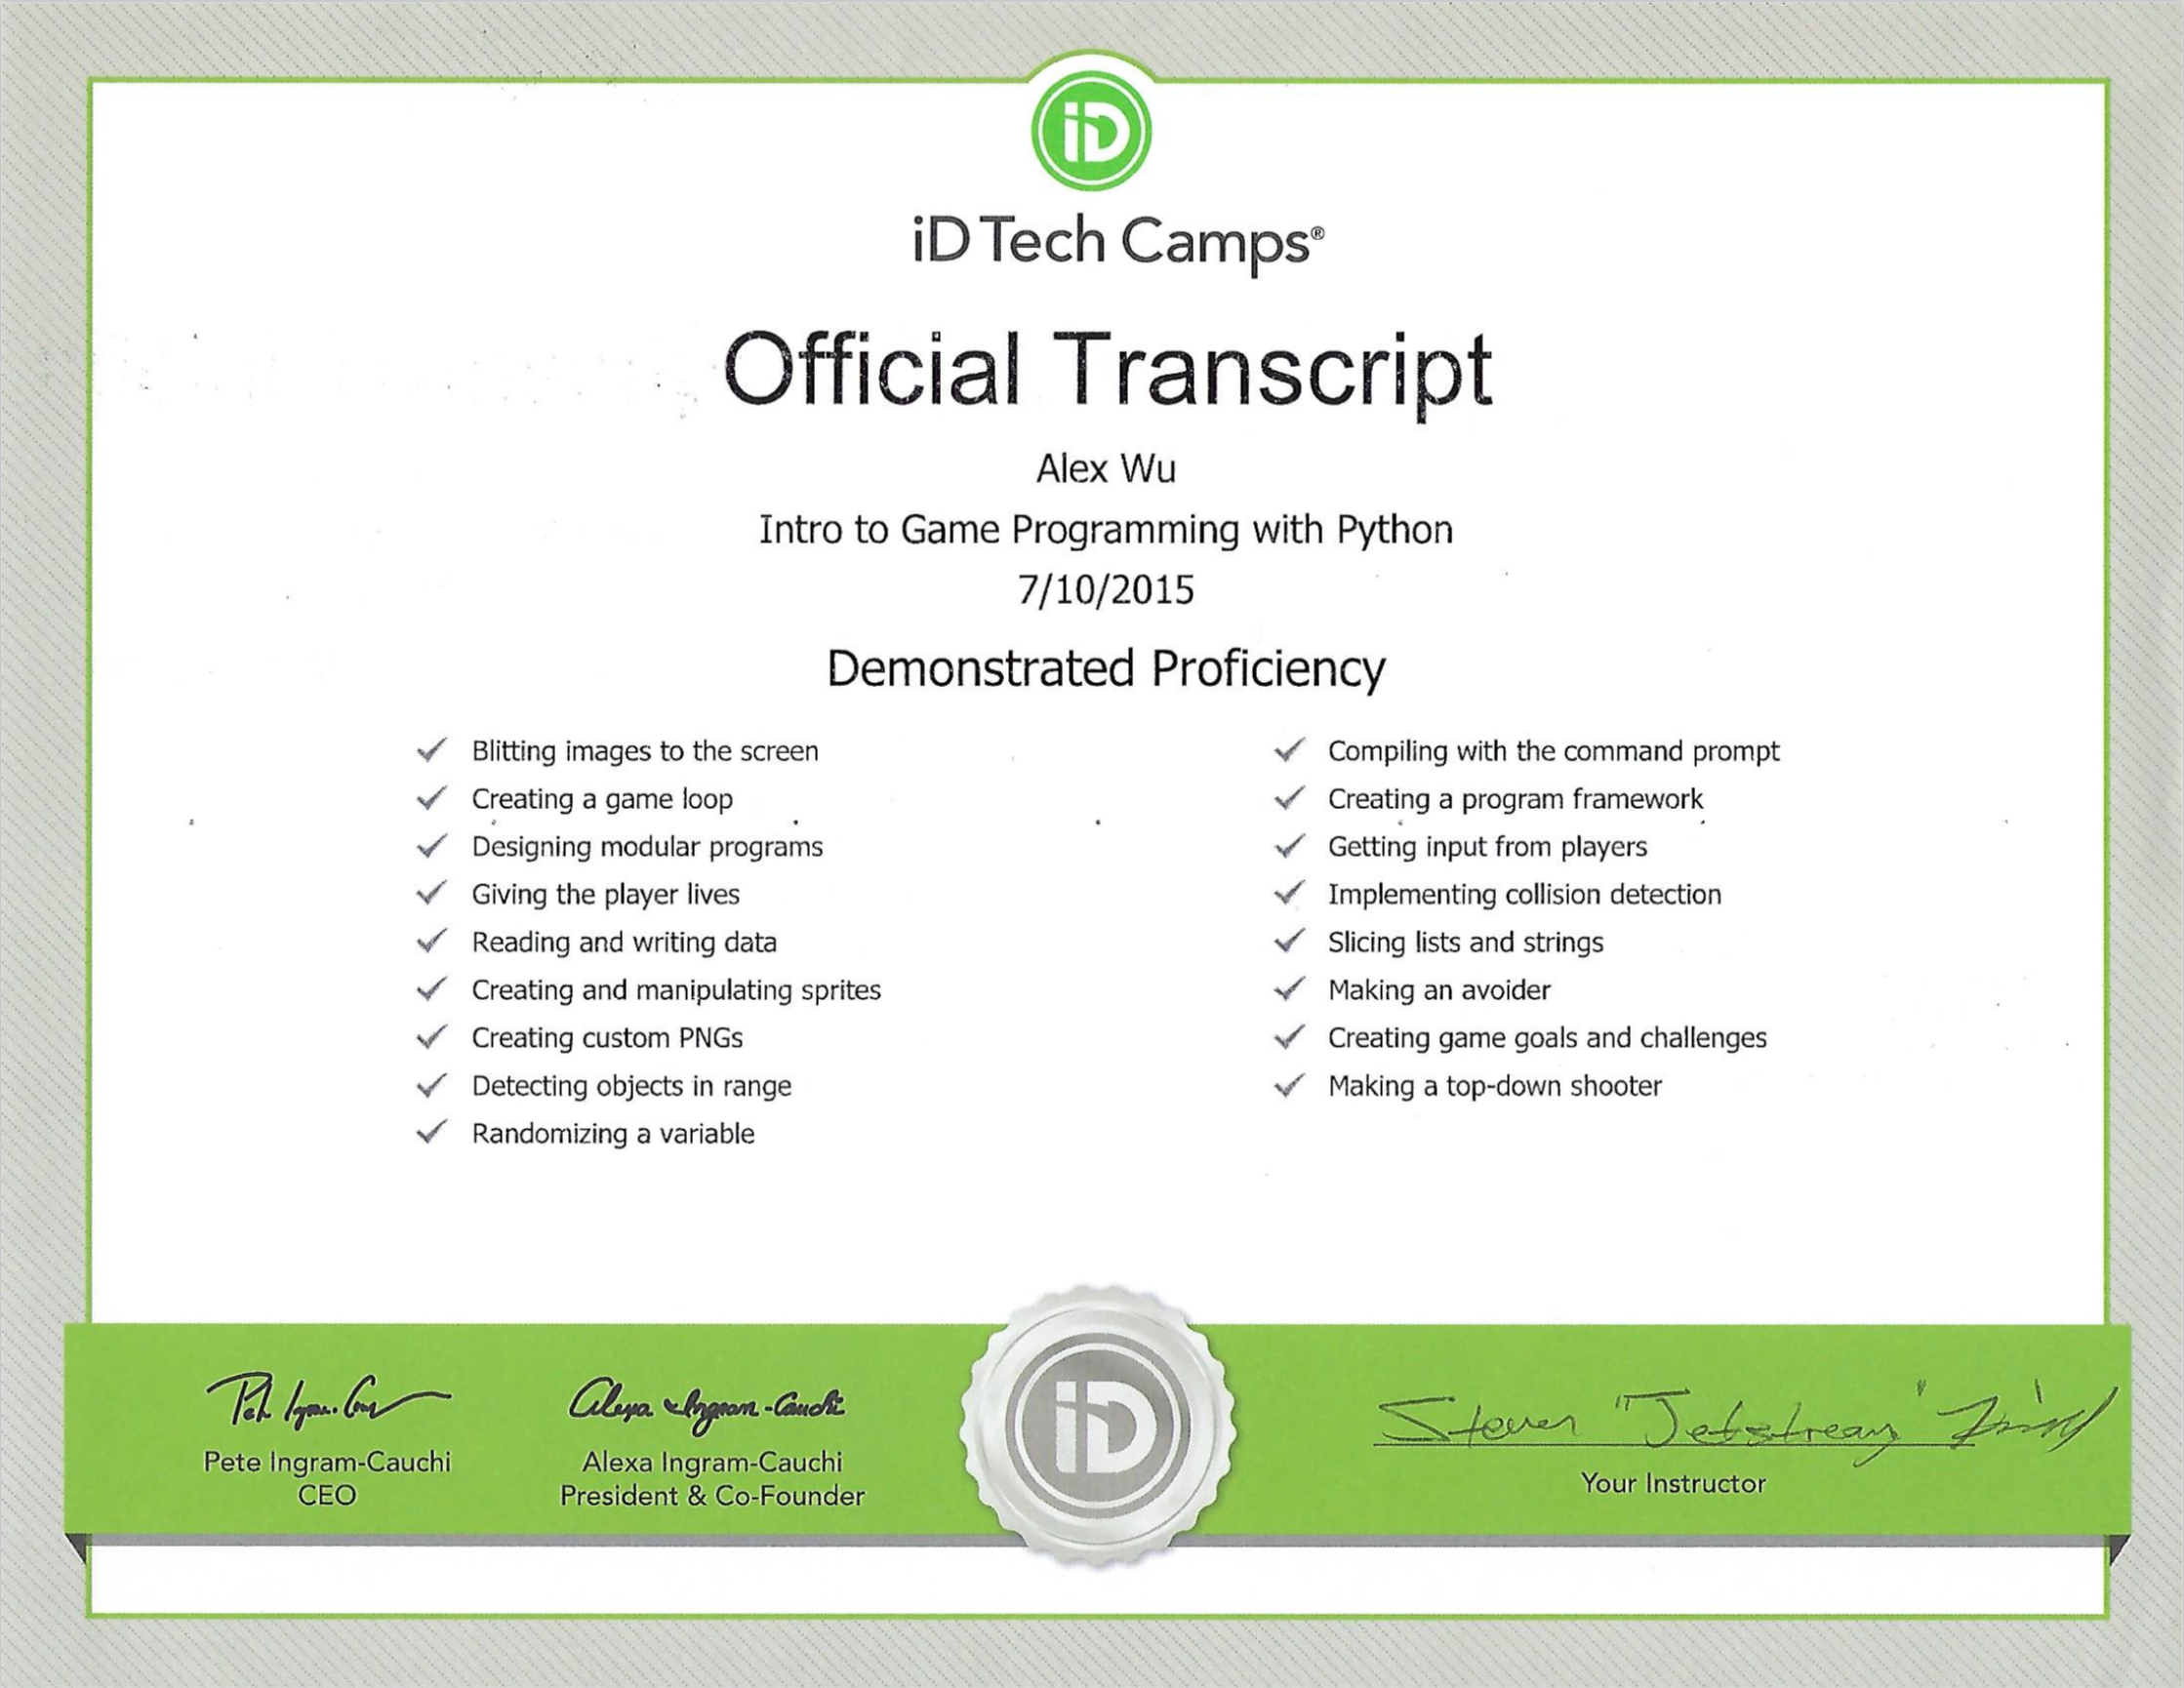 iD
iD Tech Camps®
Official Transcript
Alex Wu
Intro to Game Programming with Python
7/10/2015
Demonstrated Proficiency
Blitting images to the screen
Creating a game loop
Designing modular programs
Giving the player lives
Reading and writing data
Creating and manipulating sprites
Creating custom PNGs
Detecting objects in range
Randomizing a variable
Compiling with the command prompt
Creating a program framework
Getting input from players
Implementing collision detection
Slicing lists and strings
Making an avoider
Creating game goals and challenges
Making a top-down shooter
Alexa Ingram-Cauchi
Pete Ingram-Cauchi
CEO
Alexa Ingram-Cauchi
President & Co-Founder
iD
Steven "Jetstream"
Your Instructor